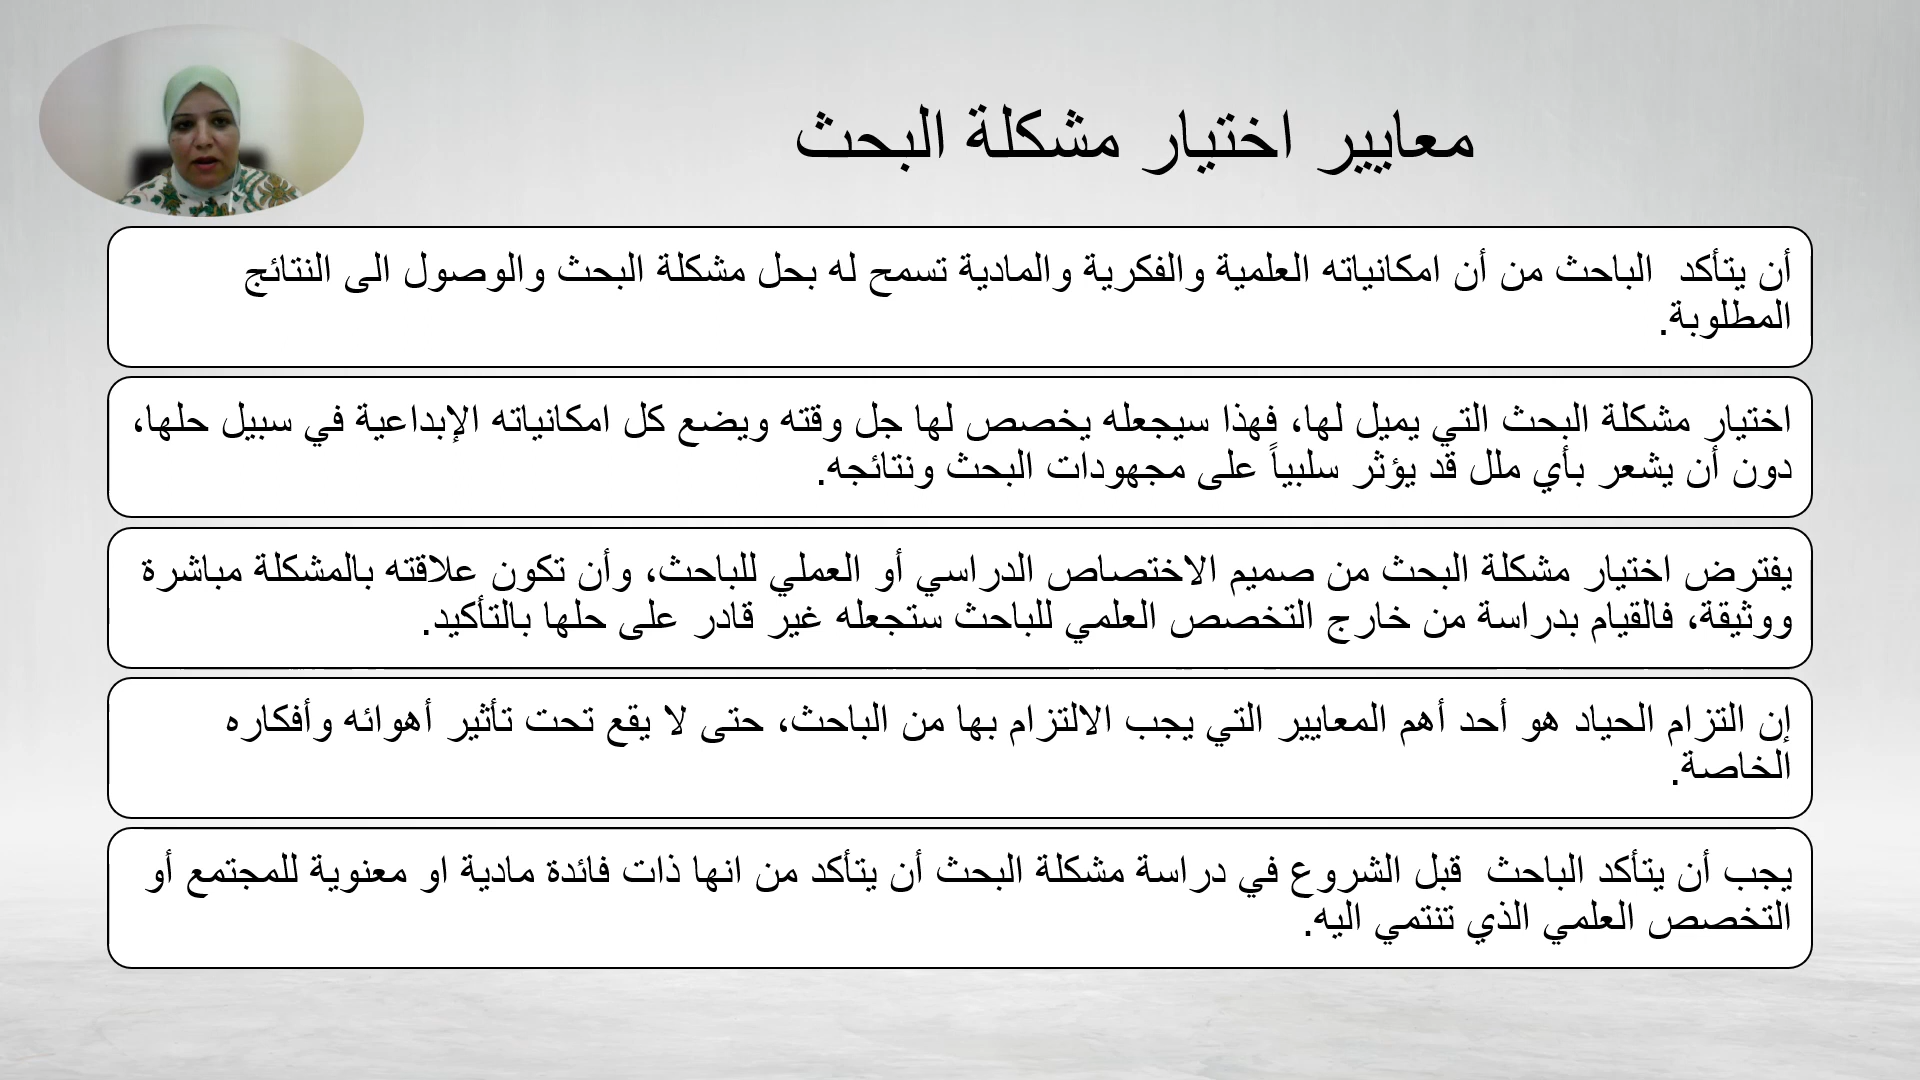 معايير اختيار مشكلة البحث
أن يتأكد  الباحث من أن امكانياته العلمية والفكرية والمادية تسمح له بحل مشكلة البحث والوصول الى النتائج
المطلوبة.
اختيار مشكلة البحث التي يميل لها، فهذا سيجعله يخصص لها جل وقته ويضع كل امكانياته الإبداعية في سبيل حلها،
دون أن يشعر بأي ملل قد يؤثر سلبياً على مجهودات البحث ونتائجه.
يفترض اختيار مشكلة البحث من صميم الاختصاص الدراسي أو العملي للباحث، وأن تكون علاقته بالمشكلة مباشرة
ووثيقة، فالقيام بدراسة من خارج التخصص العلمي للباحث ستجعله غير قادر على حلها بالتأكيد.
إن التزام الحياد هو أحد أهم المعايير التي يجب الالتزام بها من الباحث، حتى لا يقع تحت تأثير أهوائه وأفكاره
الخاصة.
يجب أن يتأكد الباحث  قبل الشروع في دراسة مشكلة البحث أن يتأكد من انها ذات فائدة مادية او معنوية للمجتمع أو
التخصص العلمي الذي تنتمي اليه.